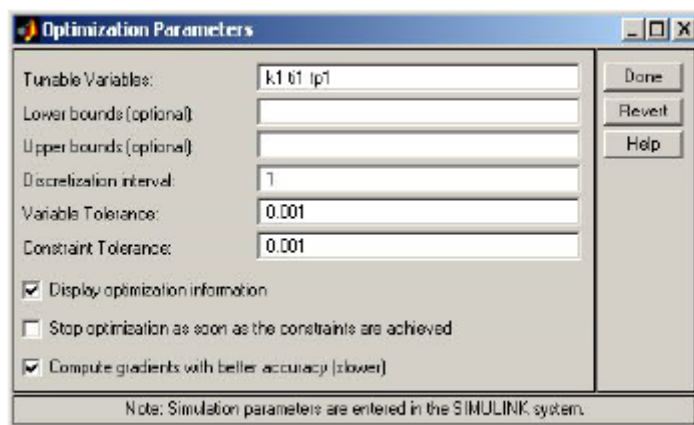 Optimization Parameters
Tunable Variables: k1 ti1 tp1
Done
Lower bounds (optional):
Revert
Upper bounds (optional):
Help
Discretization interval: 1
Variable Tolerance: 0.001
Constraint Tolerance: 0.001
Display optimization information
Stop optimization as soon as the constraints are achieved
Compute gradients with better accuracy (slower)
Note: Simulation parameters are entered in the SIMULINK system.